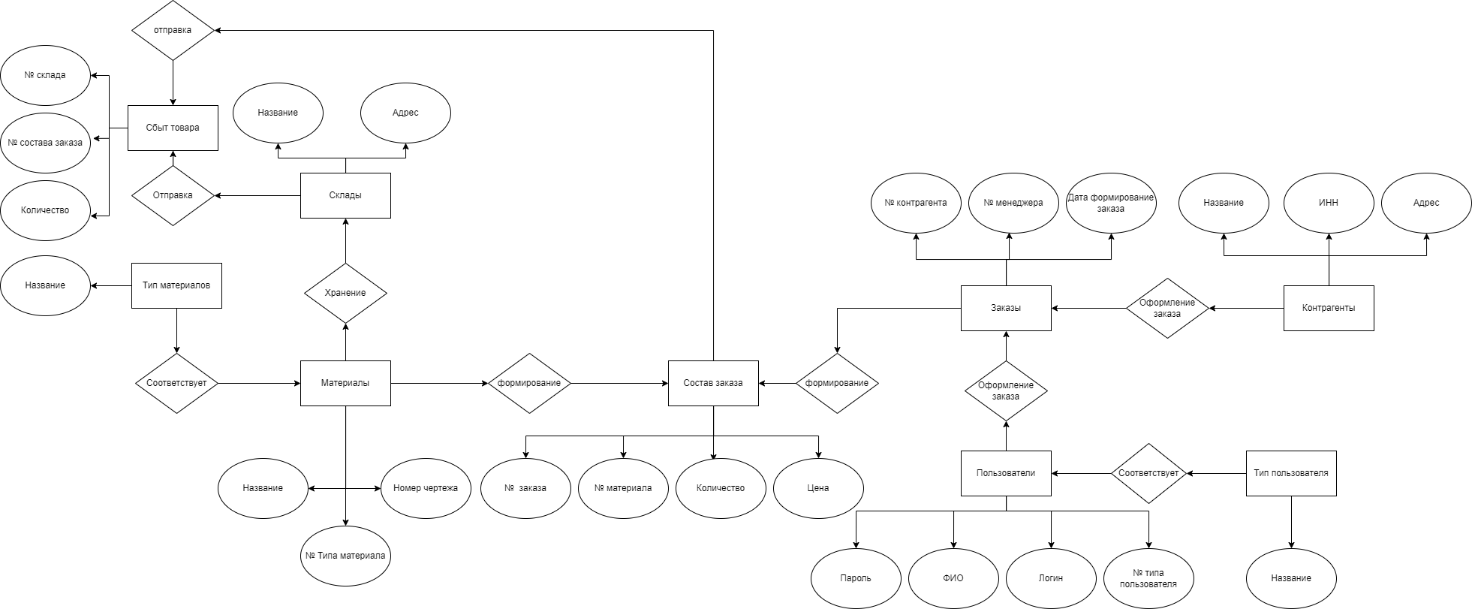 отправка
№ склада
Название
Адрес
Сбыт товара
№ состава заказа
Отправка
Склады
Количество
№ контрагента
№ менеджера
Дата формирование
заказа
Название
ИНН
Адрес
Название
Тип материалов
Хранение
Заказы
Оформление
заказа
Контрагенты
Соответствует
Материалы
формирование
Состав заказа
формирование
Оформление
заказа
Пользователи
Соответствует
Тип пользователя
Название
Номер чертежа
№ заказа
№ материала
Количество
Цена
№ Типа материала
Пароль
ФИО
Логин
№ типа
пользователя
Название